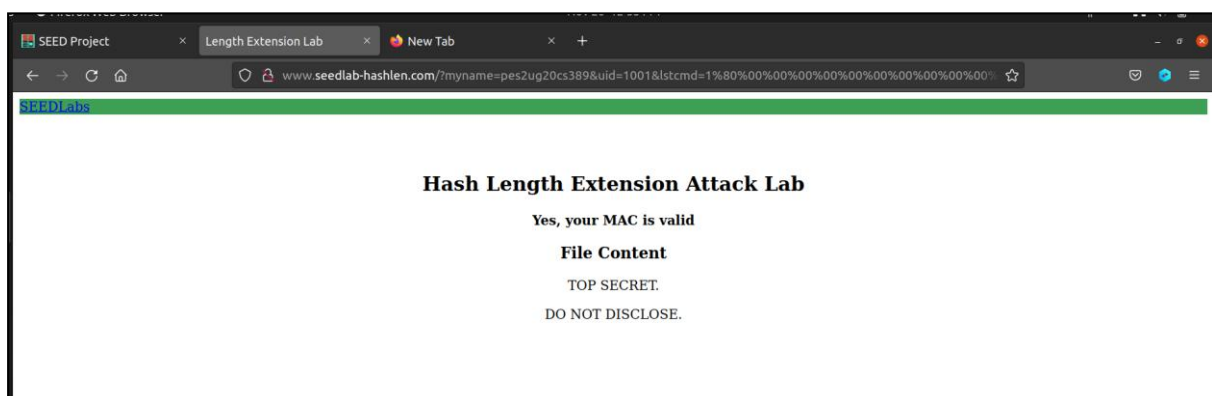 SEED Project
Length Extension Lab
New Tab
www.seedlab-hashlen.com/?myname=pes2ug20cs389&uid=1001&lstcmd=1%80%00%00%00%00%00%00%00%00%00%00%
SEEDLabs
Hash Length Extension Attack Lab
Yes, your MAC is valid
File Content
TOP SECRET.
DO NOT DISCLOSE.